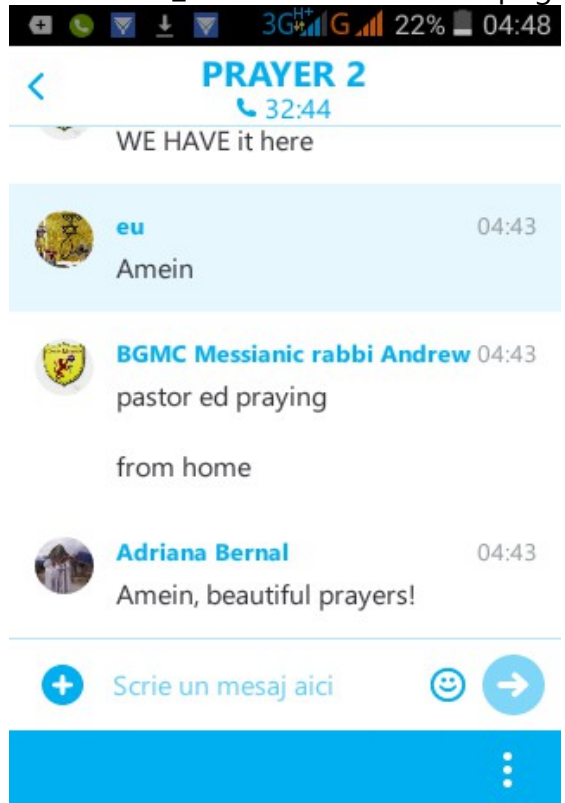 3G H+ G 22% 04:48
PRAYER 2
32:44
WE HAVE it here
eu 04:43
Amein
BGMC Messianic rabbi Andrew 04:43
pastor ed praying
from home
Adriana Bernal 04:43
Amein, beautiful prayers!
Scrie un mesaj aici